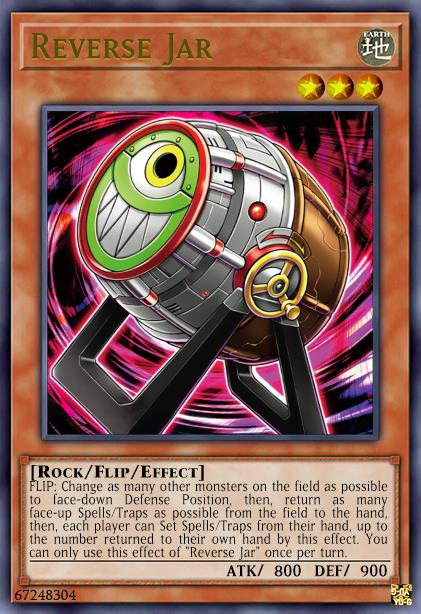 REVERSE JAR
EARTH
地
[ROCK/FLIP/EFFECT]
FLIP: Change as many other monsters on the field as possible
to face-down Defense Position, then, return as many
face-up Spells/Traps as possible from the field to the hand,
then, each player can Set Spells/Traps from their hand, up to
the number returned to their own hand by this effect. You
can only use this effect of "Reverse Jar" once per turn.
ATK/ 800 DEF/ 900
67248304